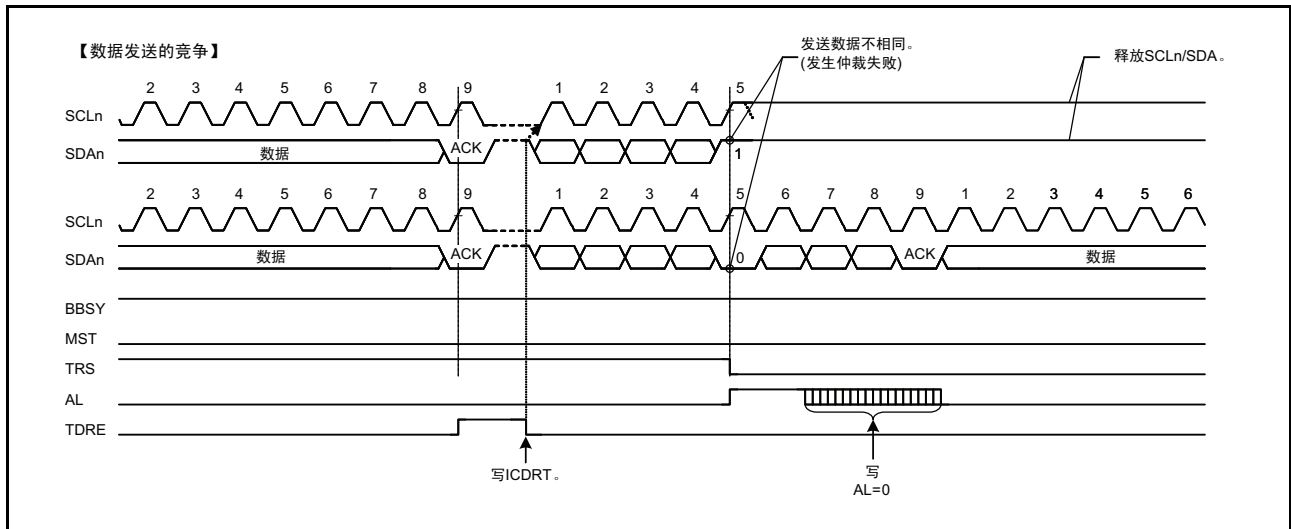 【数据发送的竞争】
发送数据不相同。
(发生仲裁失败)
释放SCLn/SDA。
2 3 4 5 6 7 8 9 1 2 3 4 5
SCLn
SDAn 数据 ACK 1
2 3 4 5 6 7 8 9 1 2 3 4 5 6 7 8 9 1 2 3 4 5 6
SCLn
SDAn 数据 ACK 0 ACK 数据
BBSY
MST
TRS
AL
TDRE
写ICDRT。
写
AL=0